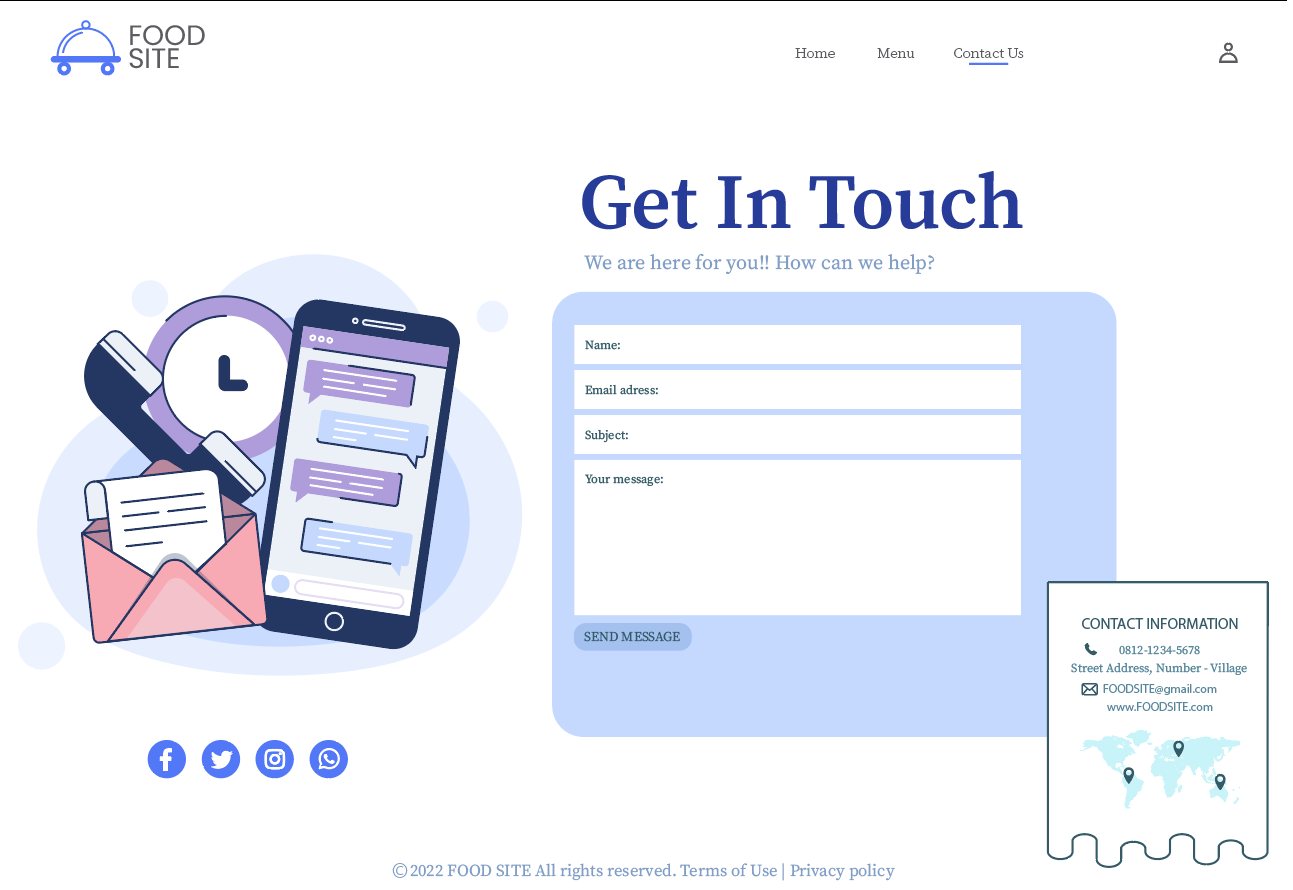 FOOD
SITE
Home
Menu
Contact Us
Get In Touch
We are here for you!! How can we help?
Name:
Email adress:
Subject:
Your message:
SEND MESSAGE
CONTACT INFORMATION
0812-1234-5678
Street Address, Number - Village
FOODSITE@gmail.com
www.FOODSITE.com
©2022 FOOD SITE All rights reserved. Terms of Use | Privacy policy